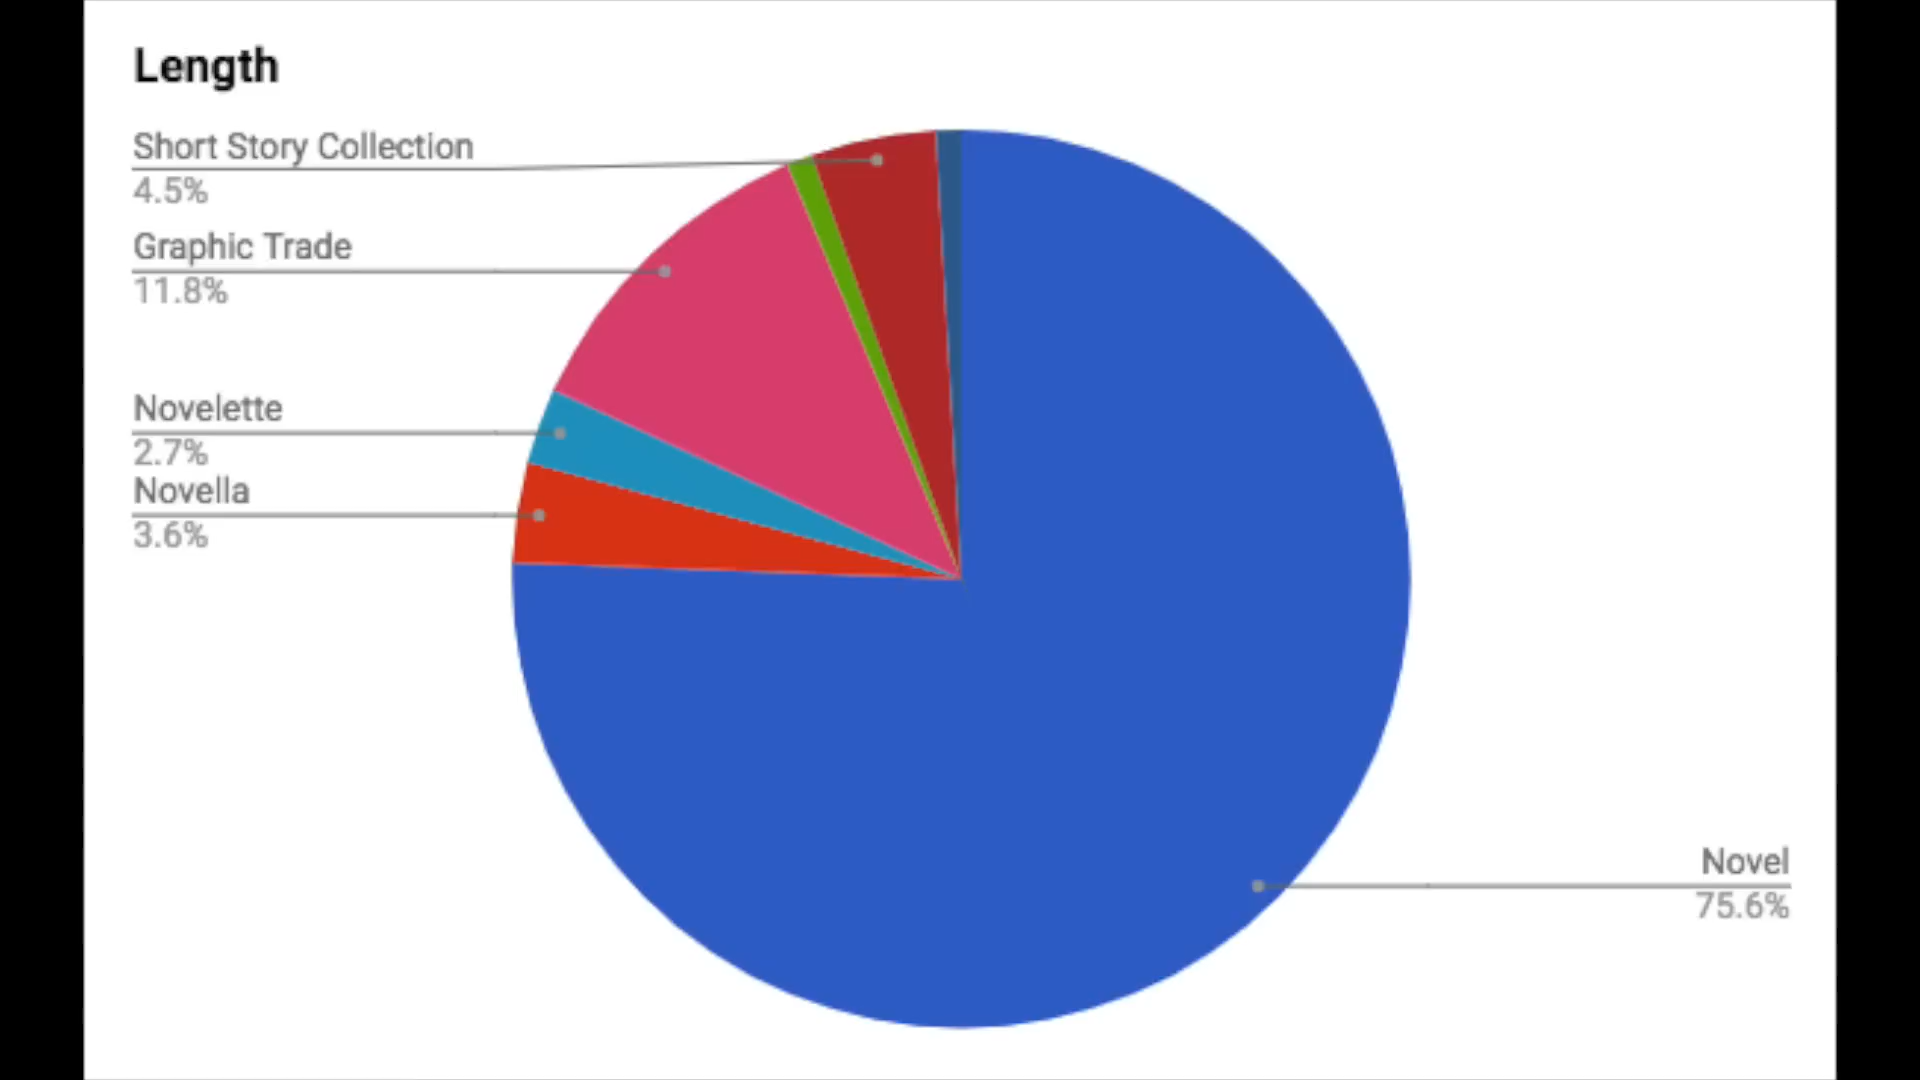 Length
Short Story Collection
4.5%
Graphic Trade
11.8%
Novelette
2.7%
Novella
3.6%
Novel
75.6%